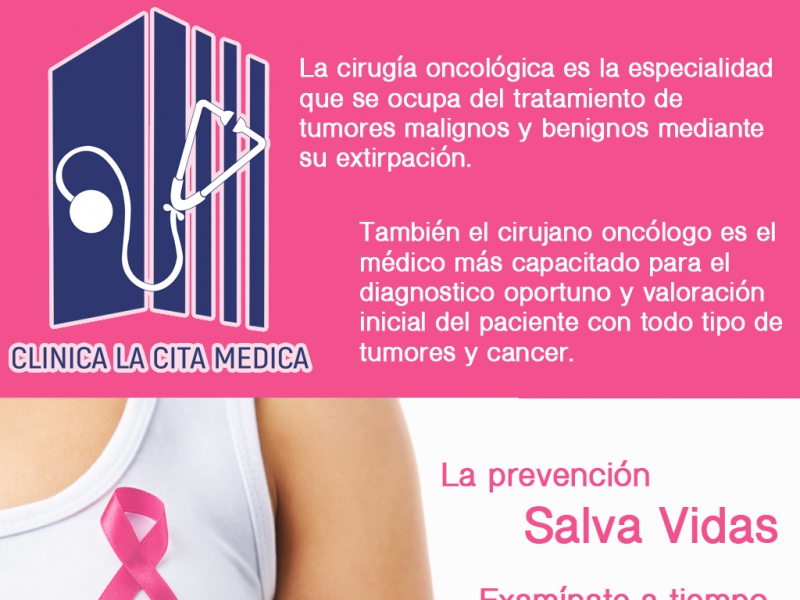 La cirugía oncológica es la especialidad
que se ocupa del tratamiento de
tumores malignos y benignos mediante
su extirpación.
También el cirujano oncólogo es el
médico más capacitado para el
diagnostico oportuno y valoración
inicial del paciente con todo tipo de
tumores y cancer.
CLINICA LA CITA MEDICA
La prevención
Salva Vidas
Examínate a tiempo